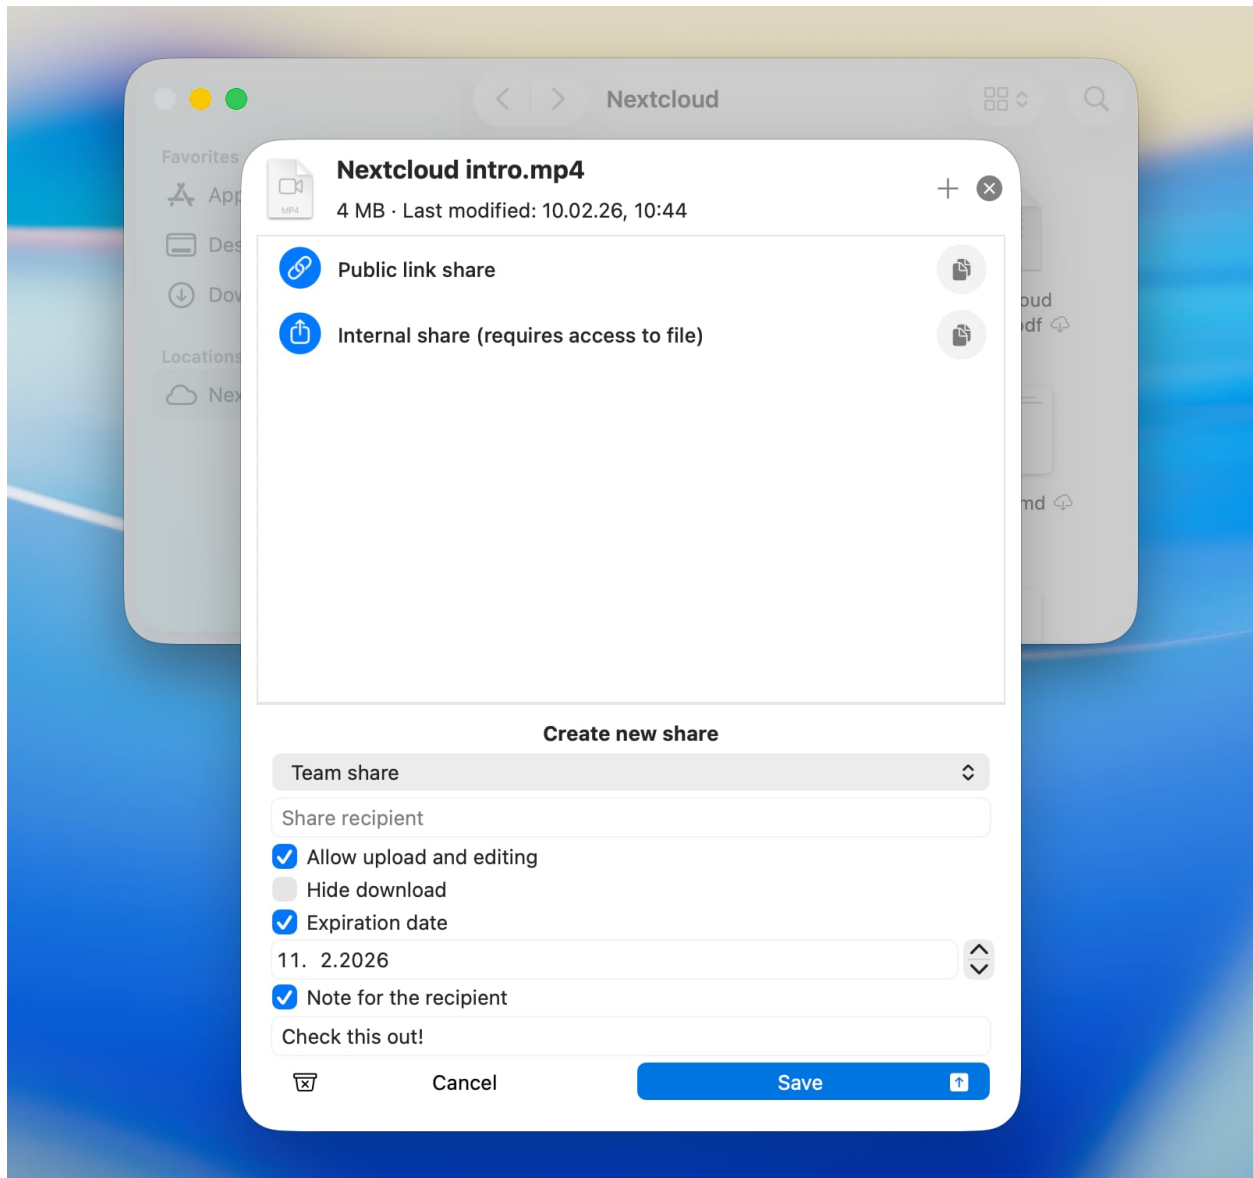 Nextcloud
Favorites
Locations
Nextcloud intro.mp4
MP4
4 MB · Last modified: 10.02.26, 10:44
Public link share
Internal share (requires access to file)
Create new share
Team share
Share recipient
Allow upload and editing
Hide download
Expiration date
11. 2.2026
Note for the recipient
Check this out!
Cancel
Save